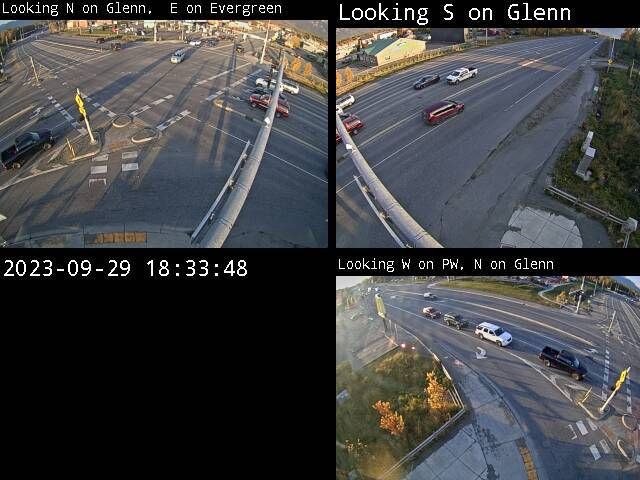 Looking N on Glenn,  E on Evergreen
Looking S on Glenn
2023-09-29 18:33:48
Looking W on PW, N on Glenn